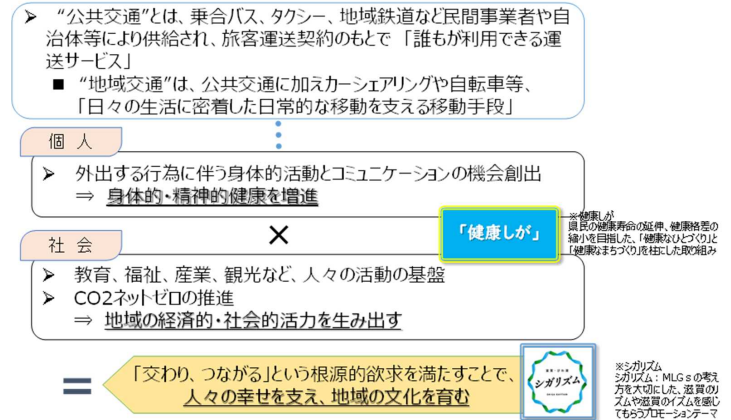 ➢ “公共交通”とは、乗合バス、タクシー、地域鉄道など民間事業者や自
治体等により供給され、旅客運送契約のもとで 「誰もが利用できる運
送サービス」
■ “地域交通”は、公共交通に加えカーシェアリングや自転車等、
「日々の生活に密着した日常的な移動を支える移動手段」
個 人
➢ 外出する行為に伴う身体的活動とコミュニケーションの機会創出
⇒ 身体的・精神的健康を増進
×
「健康しが」
※健康しが
県民の健康寿命の延伸、健康格差の
縮小を目指した、「健康なひとづくり」と
「健康なまちづくり」を柱にした取り組み
社 会
➢ 教育、福祉、産業、観光など、人々の活動の基盤
➢ CO2ネットゼロの推進
⇒ 地域の経済的・社会的活力を生み出す
=
「交わり、つながる」という根源的欲求を満たすことで、
人々の幸せを支え、地域の文化を育む
シガリズム
※シガリズム
シガリズム：MLGｓの考え
方を大切にした、滋賀のリ
ズムや滋賀のイズムを感じ
てもらうプロモーションテーマ